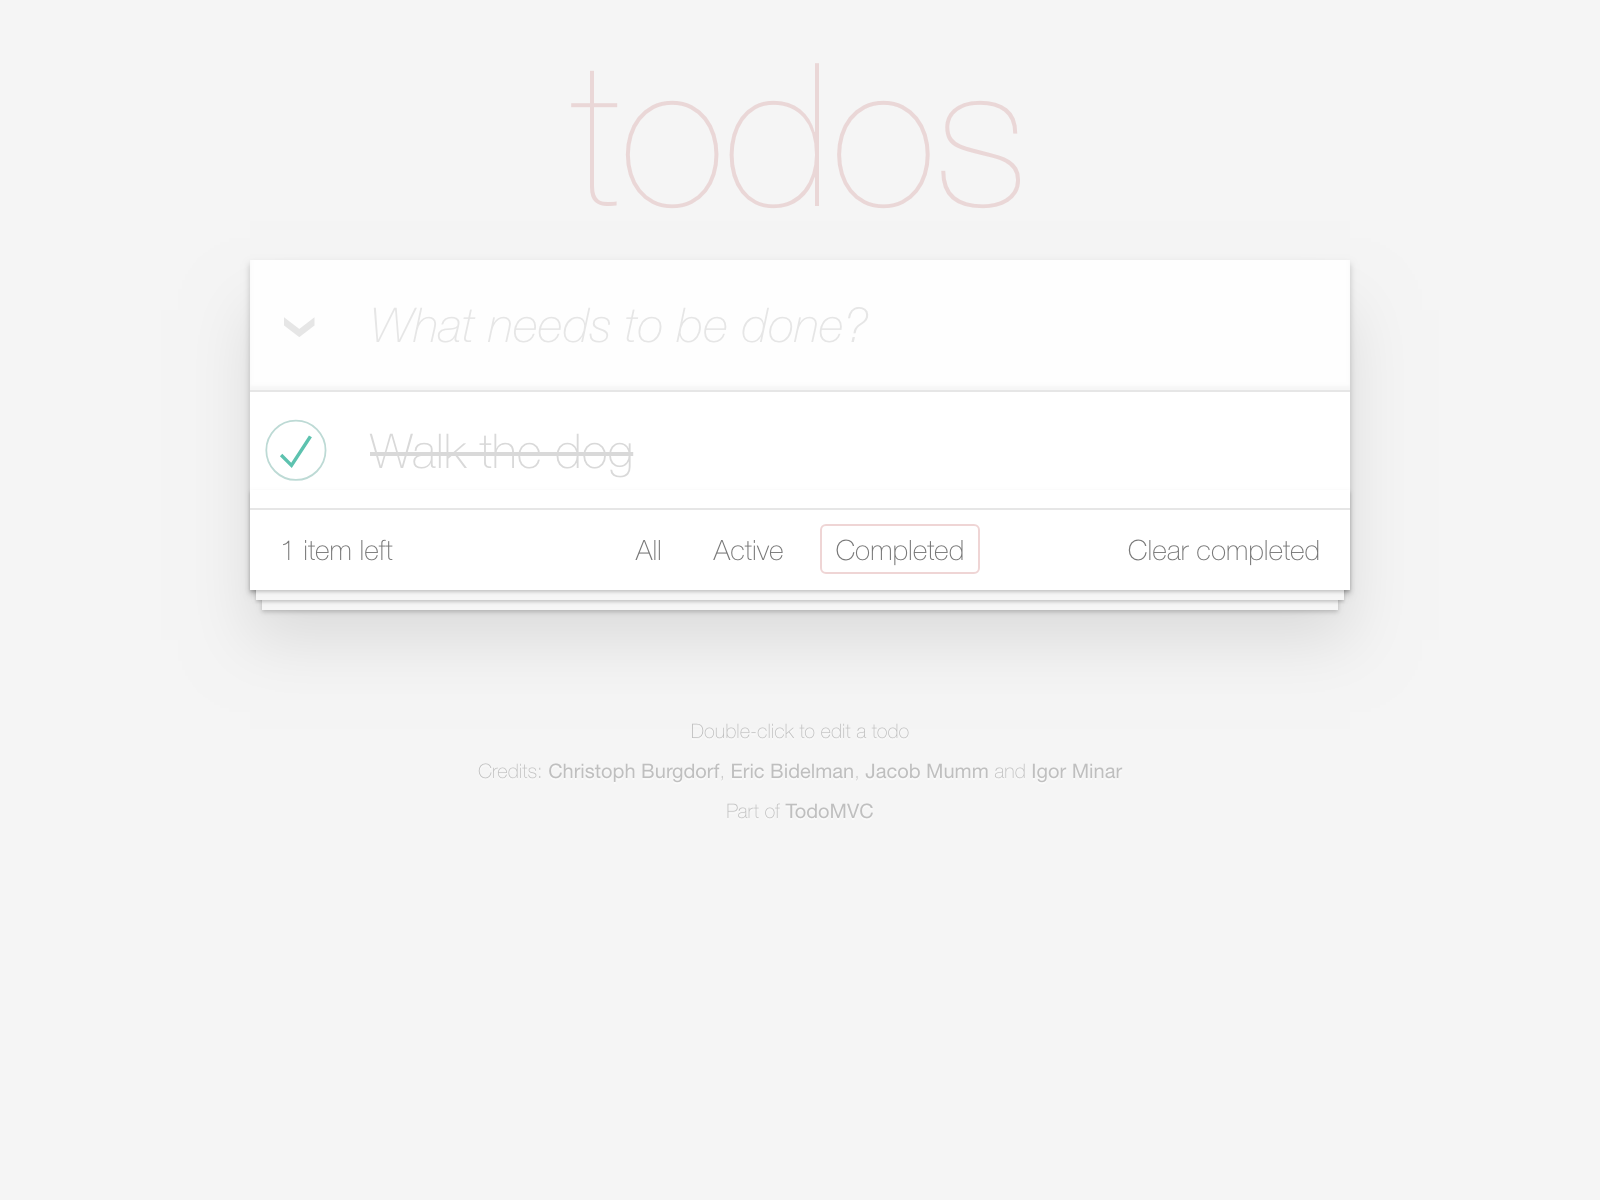 todos
What needs to be done?
Walk the dog
1 item left All Active Completed Clear completed
Double-click to edit a todo
Credits: Christoph Burgdorf, Eric Bidelman, Jacob Mumm and Igor Minar
Part of TodoMVC